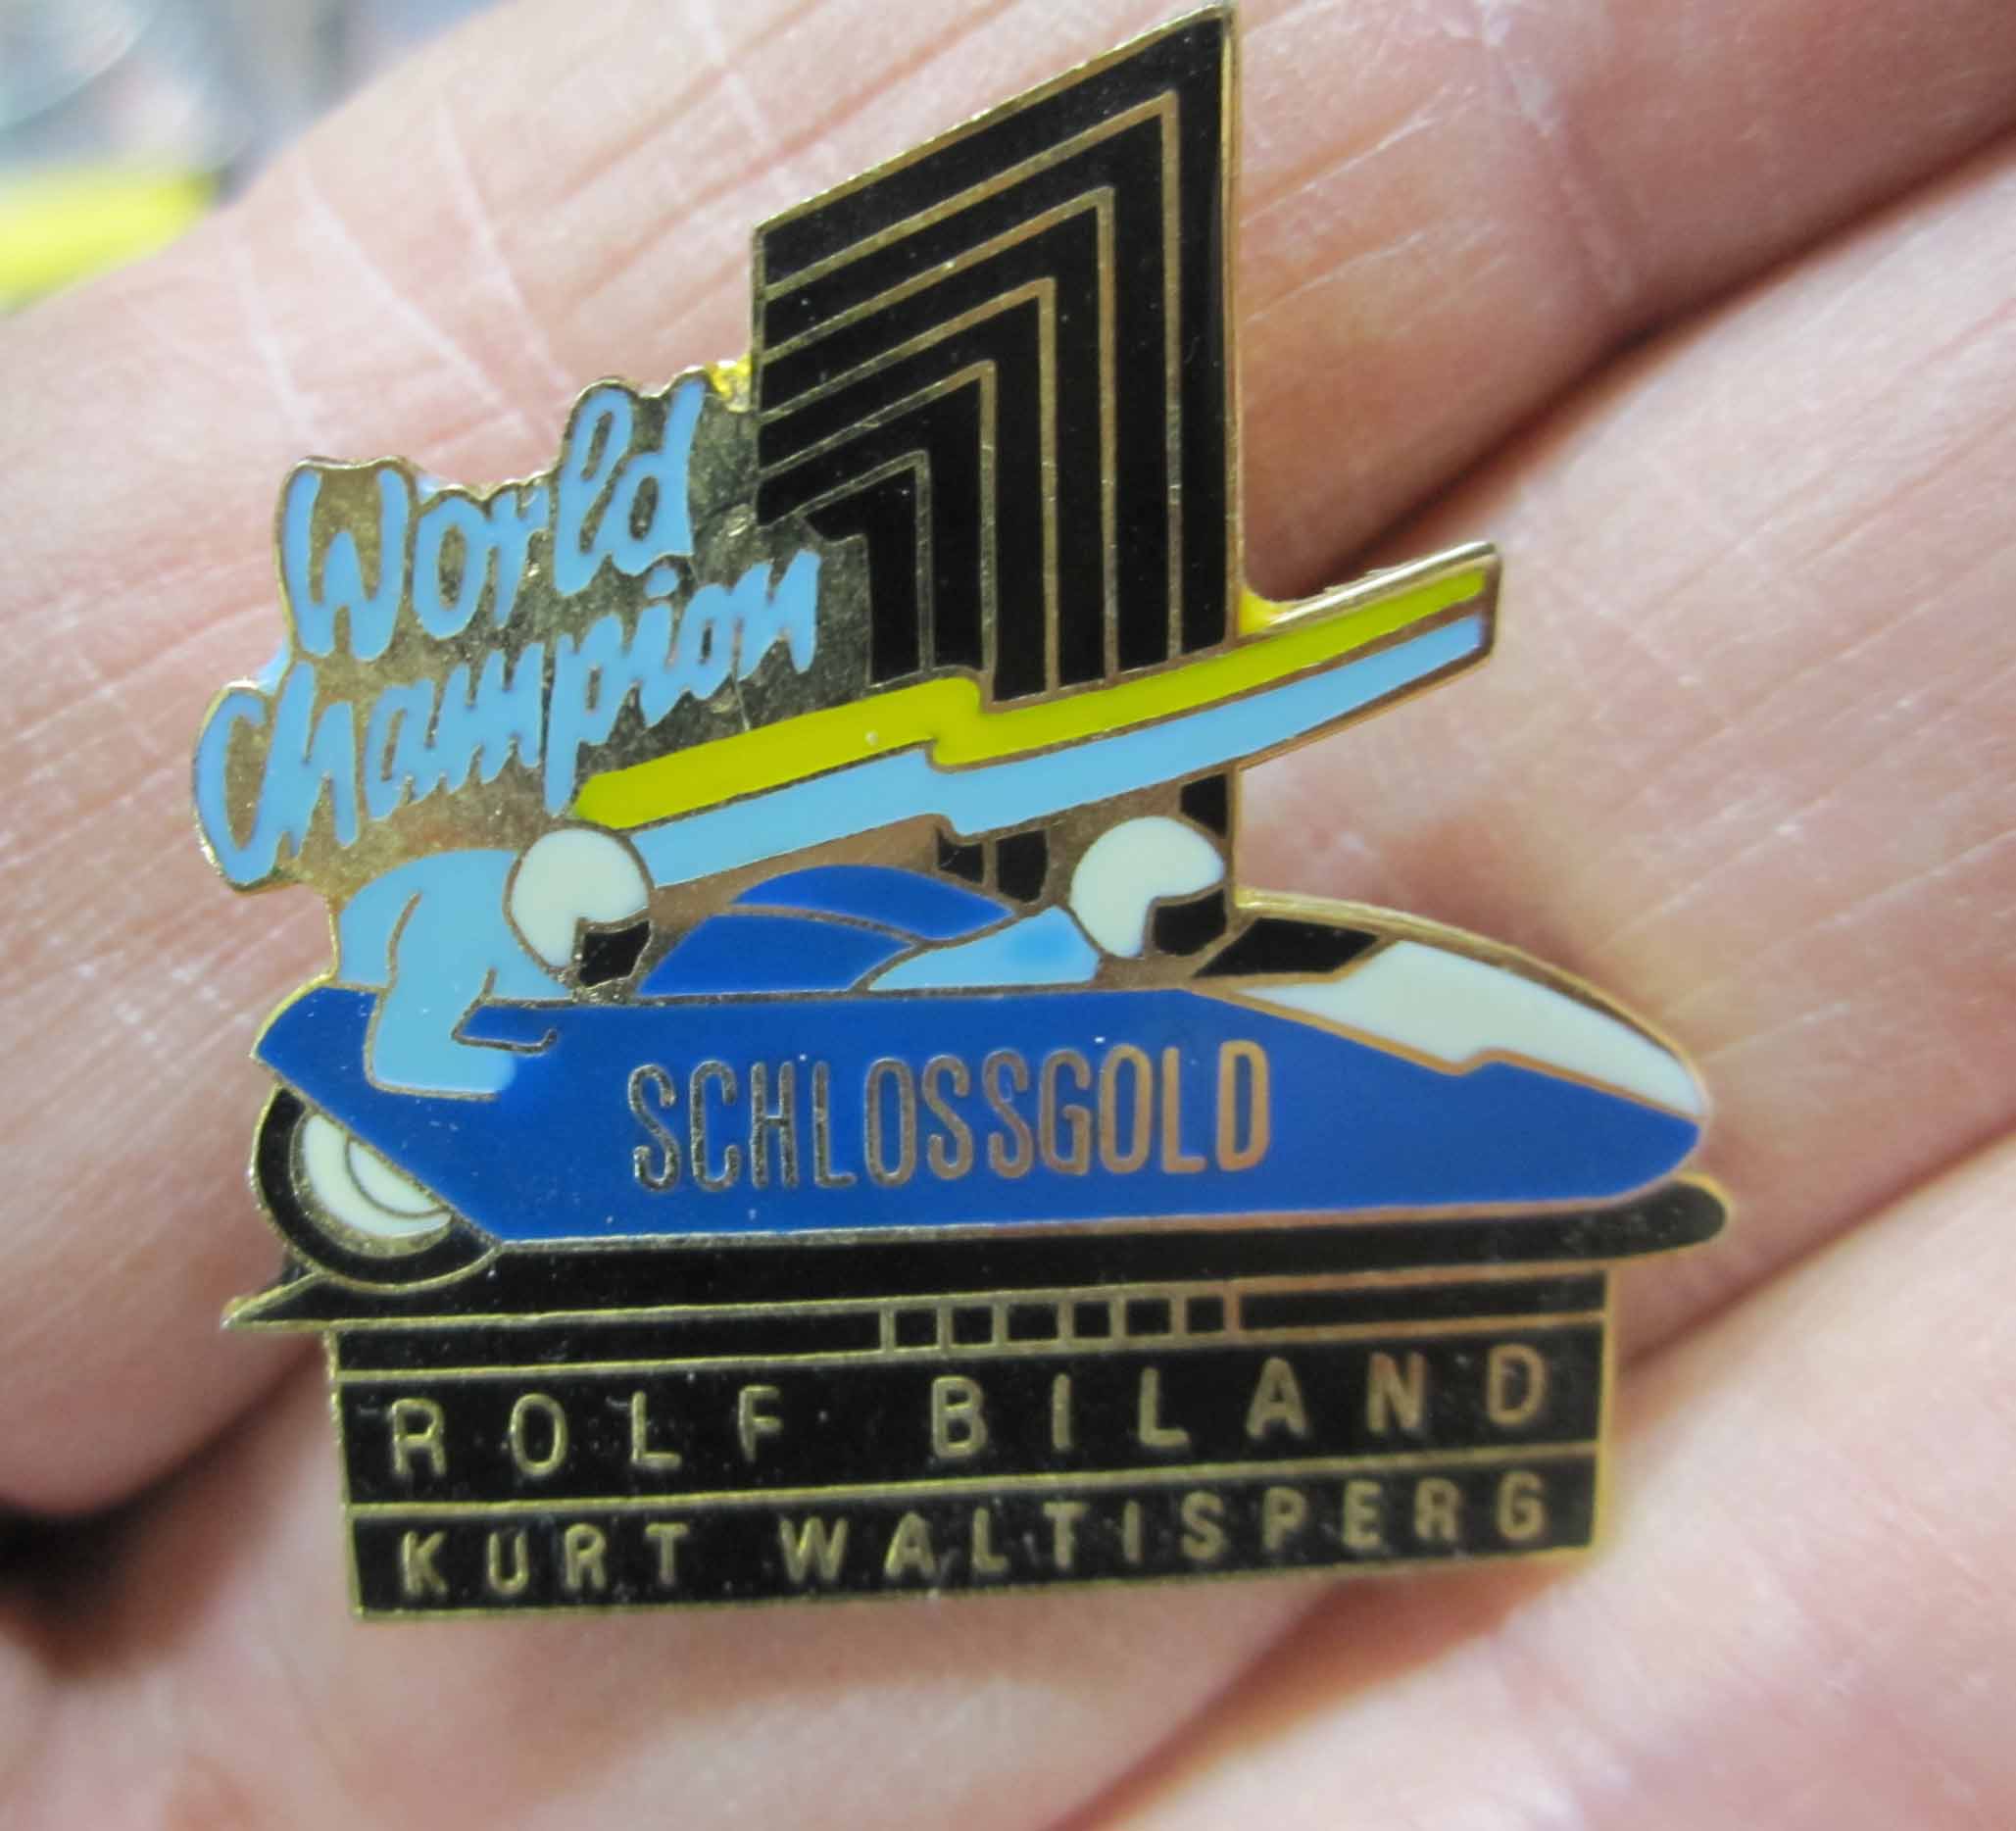 World
Champion
SCHLOSSGOLD
ROLF BILAND
KURT WALTISPERG